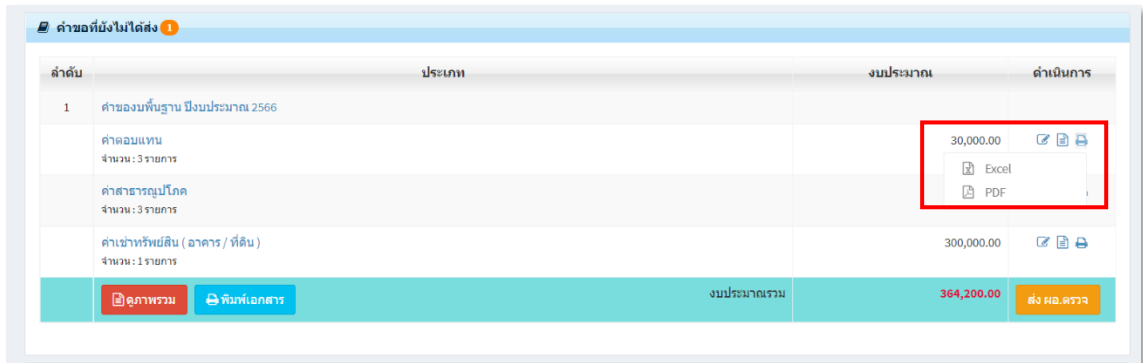 คำขอที่ยังไม่ได้ส่ง 1
ลำดับ ประเภท งบประมาณ ดำเนินการ
1 คำของบพื้นฐาน ปีงบประมาณ 2566
ค่าตอบแทน 30,000.00
จำนวน : 3 รายการ
Excel
ค่าสาธารณูปโภค
PDF
จำนวน : 3 รายการ
ค่าเช่าทรัพย์สิน ( อาคาร / ที่ดิน ) 300,000.00
จำนวน : 1 รายการ
ดูภาพรวม พิมพ์เอกสาร งบประมาณรวม 364,200.00 ส่ง ผอ.ตรวจ